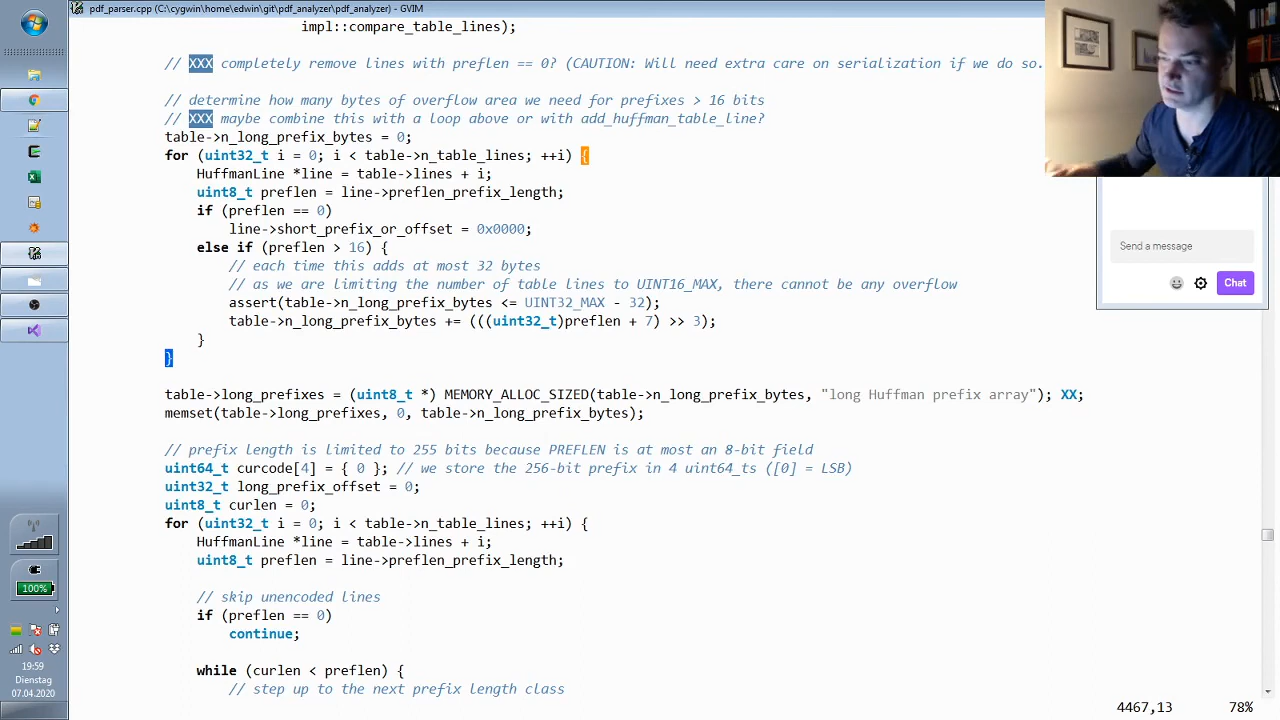 pdf_parser.cpp (C:\cygwin\home\edwin\git\pdf_analyzer\pdf_analyzer) - GVIM
impl::compare_table_lines);
// XXX completely remove lines with preflen == 0? (CAUTION: Will need extra care on serialization if we do so.
// determine how many bytes of overflow area we need for prefixes > 16 bits
// XXX maybe combine this with a loop above or with add_huffman_table_line?
table->n_long_prefix_bytes = 0;
for (uint32_t i = 0; i < table->n_table_lines; ++i) {
HuffmanLine *line = table->lines + i;
uint8_t preflen = line->preflen_prefix_length;
if (preflen == 0)
line->short_prefix_or_offset = 0x0000;
else if (preflen > 16) {
// each time this adds at most 32 bytes
// as we are limiting the number of table lines to UINT16_MAX, there cannot be any overflow
assert(table->n_long_prefix_bytes <= UINT32_MAX - 32);
table->n_long_prefix_bytes += (((uint32_t)preflen + 7) >> 3);
}
}
table->long_prefixes = (uint8_t *) MEMORY_ALLOC_SIZED(table->n_long_prefix_bytes, "long Huffman prefix array"); XX;
memset(table->long_prefixes, 0, table->n_long_prefix_bytes);
// prefix length is limited to 255 bits because PREFLEN is at most an 8-bit field
uint64_t curcode[4] = { 0 }; // we store the 256-bit prefix in 4 uint64_ts ([0] = LSB)
uint32_t long_prefix_offset = 0;
uint8_t curlen = 0;
for (uint32_t i = 0; i < table->n_table_lines; ++i) {
HuffmanLine *line = table->lines + i;
uint8_t preflen = line->preflen_prefix_length;
// skip unencoded lines
if (preflen == 0)
continue;
while (curlen < preflen) {
// step up to the next prefix length class
4467,13 78%
Send a message
Chat
100%
19:59
Dienstag
07.04.2020